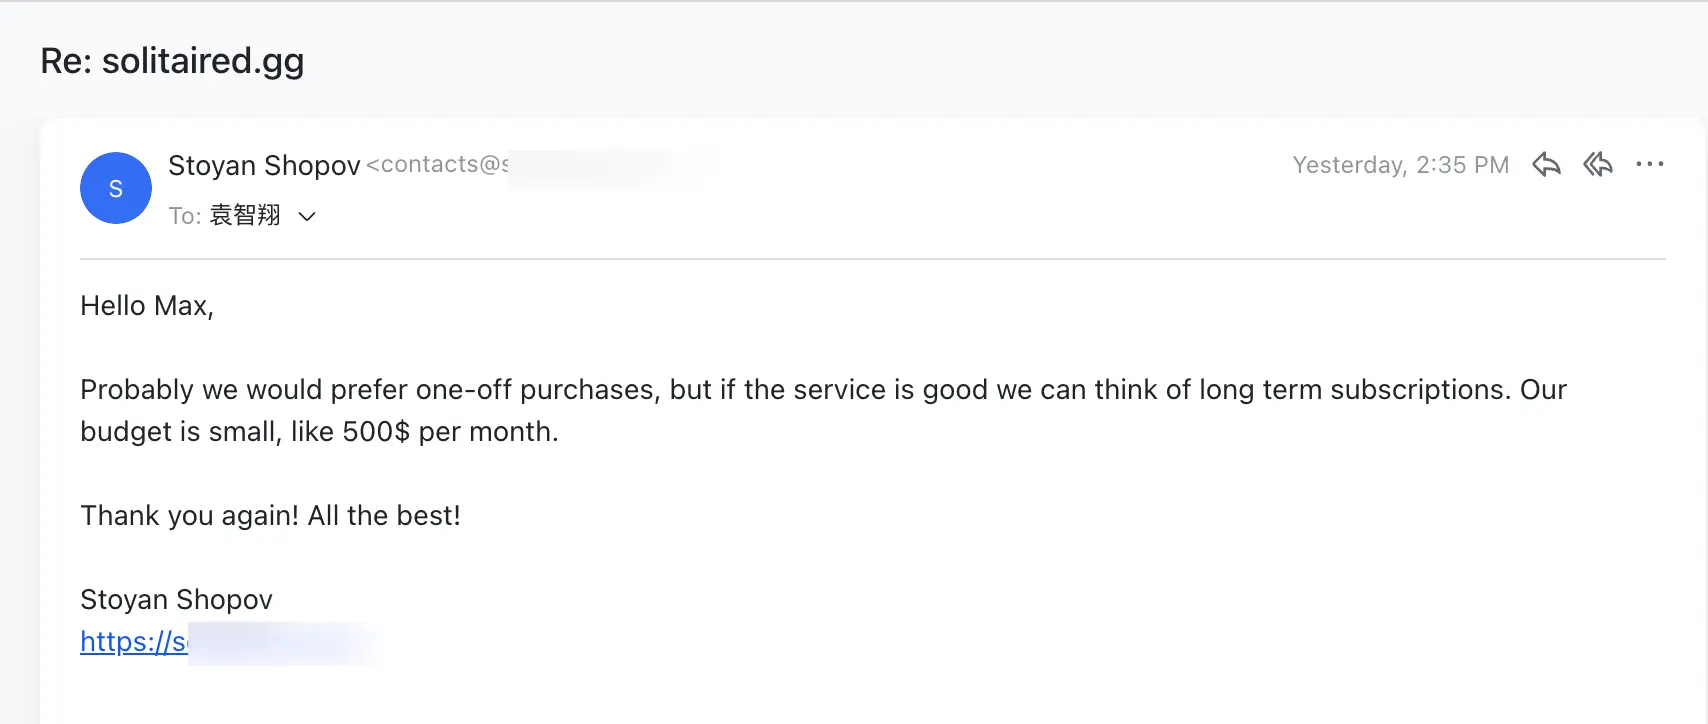 Re: solitaired.gg
Stoyan Shopov <contacts@s
Yesterday, 2:35 PM
S
To: 袁智翔
Hello Max,
Probably we would prefer one-off purchases, but if the service is good we can think of long term subscriptions. Our
budget is small, like 500$ per month.
Thank you again! All the best!
Stoyan Shopov
https://s